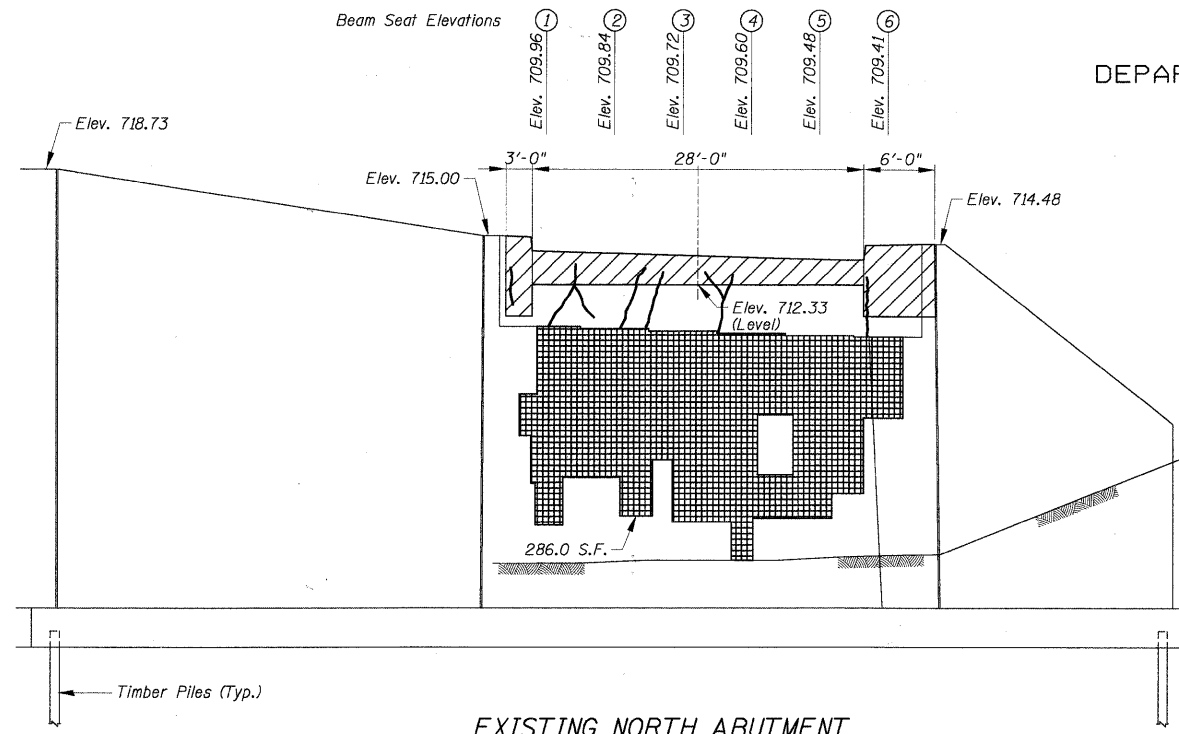 Beam Seat Elevations
1
2
3
4
5
6
Elev. 709.96
Elev. 709.84
Elev. 709.72
Elev. 709.60
Elev. 709.48
Elev. 709.41
DEPAR
Elev. 718.73
3'-0"
28'-0"
6'-0"
Elev. 715.00
Elev. 714.48
Elev. 712.33
(Level)
286.0 S.F.
Timber Piles (Typ.)
EXISTING NORTH ABUTMENT